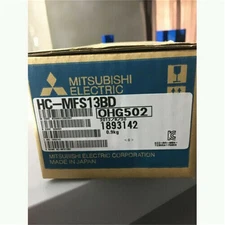 MITSUBISHI
ELECTRIC
HC-MFS13BD
OHG502
1893142
0.9kg
MITSUBISHI ELECTRIC CORPORATION
MADE IN JAPAN